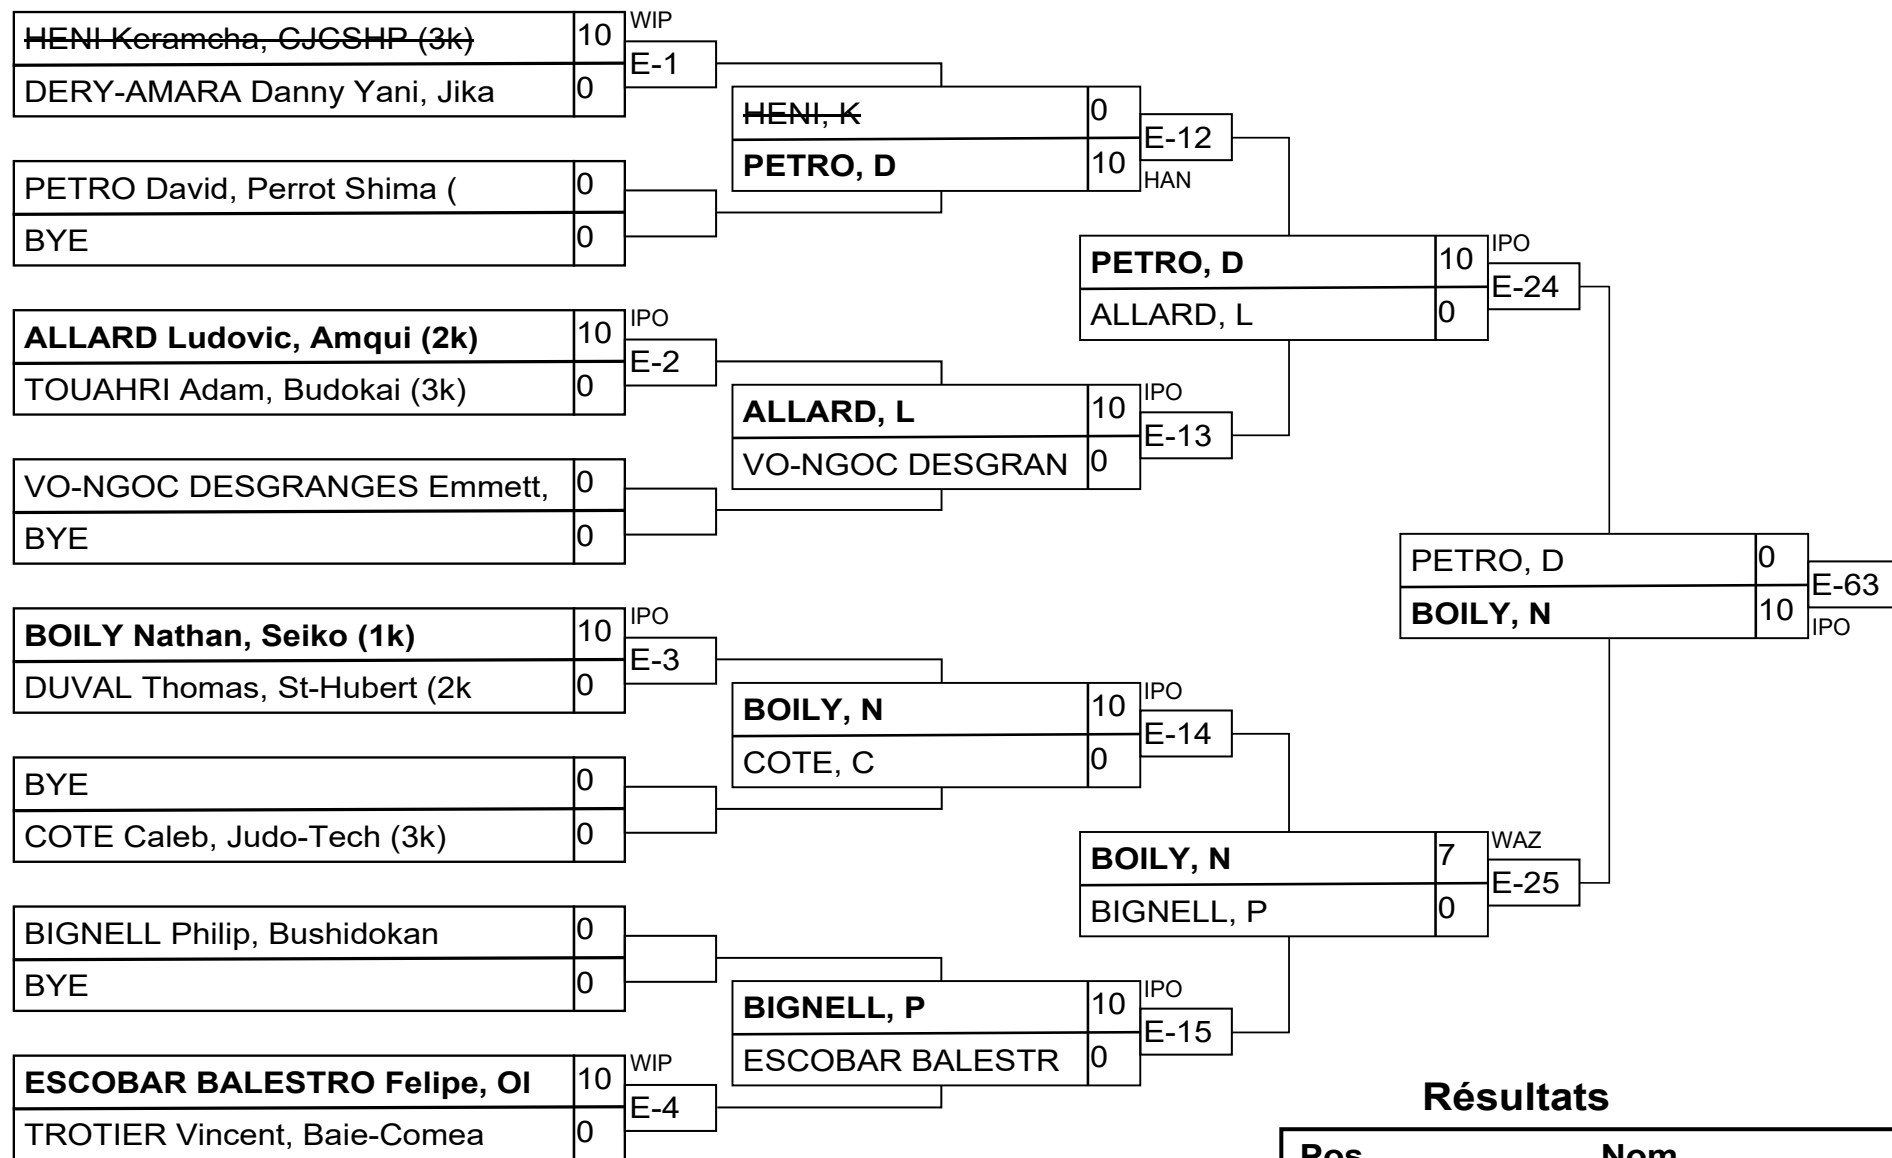 HENI Keramcha, CJCSHP (3k) 10 WIP
E-1
DERY-AMARA Danny Yani, Jika 0
PETRO David, Perrot Shima ( 0
BYE 0
ALLARD Ludovic, Amqui (2k) 10 IPO
E-2
TOUAHRI Adam, Budokai (3k) 0
VO-NGOC DESGRANGES Emmett, 0
BYE 0
BOILY Nathan, Seiko (1k) 10 IPO
E-3
DUVAL Thomas, St-Hubert (2k 0
BYE 0
COTE Caleb, Judo-Tech (3k) 0
BIGNELL Philip, Bushidokan 0
BYE 0
ESCOBAR BALESTRO Felipe, Ol 10 WIP
E-4
TROTIER Vincent, Baie-Comea 0
HENI, K 0
E-12
PETRO, D 10 HAN
ALLARD, L 10 IPO
E-13
VO-NGOC DESGRAN 0
BOILY, N 10 IPO
E-14
COTE, C 0
BIGNELL, P 10 IPO
E-15
ESCOBAR BALESTR 0
PETRO, D 10 IPO
E-24
ALLARD, L 0
BOILY, N 7 WAZ
E-25
BIGNELL, P 0
PETRO, D 0
E-63
BOILY, N 10 IPO
Résultats
Pos Nom